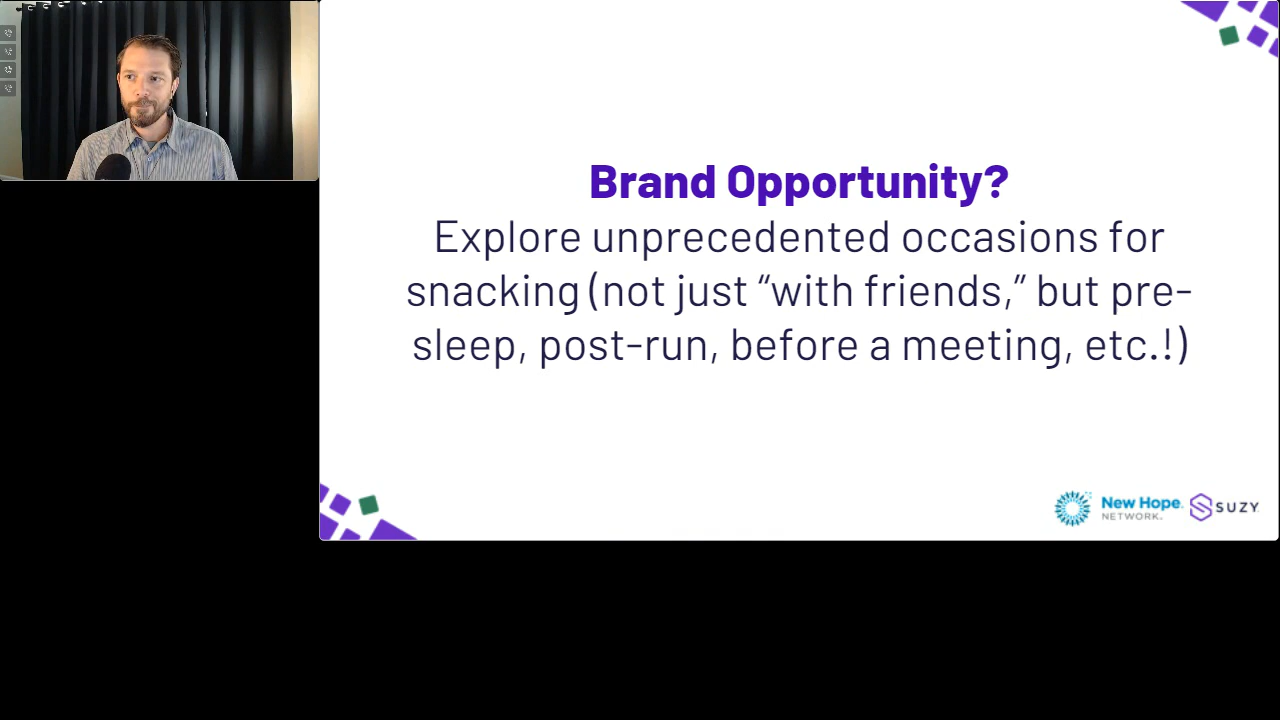 Brand Opportunity?
Explore unprecedented occasions for
snacking (not just “with friends,” but pre-
sleep, post-run, before a meeting, etc.!)
New Hope
NETWORK
SUZY